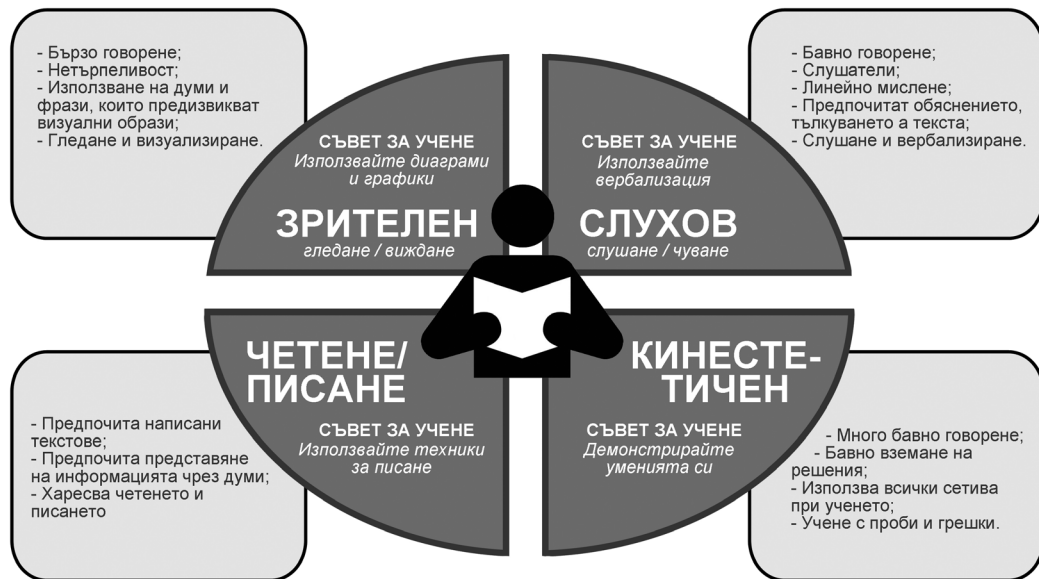 - Бързо говорене;
- Нетърпеливост;
- Използване на думи и
фрази, които предизвикват
визуални образи;
- Гледане и визуализиране.
СЪВЕТ ЗА УЧЕНЕ
Използвайте диаграми
и графики
ЗРИТЕЛЕН
гледане / виждане
СЪВЕТ ЗА УЧЕНЕ
Използвайте
вербализация
СЛУХОВ
слушане / чуване
- Бавно говорене;
- Слушатели;
- Линейно мислене;
- Предпочитат обяснението,
тълкуването а текста;
- Слушане и вербализиране.
- Предпочита написани
текстове;
- Предпочита представяне
на информацията чрез думи;
- Харесва четенето и
писането
ЧЕТЕНЕ/
ПИСАНЕ
СЪВЕТ ЗА УЧЕНЕ
Използвайте техники
за писане
КИНЕСТЕ-
ТИЧЕН
СЪВЕТ ЗА УЧЕНЕ
Демонстрирайте
уменията си
- Много бавно говорене;
- Бавно вземане на
решения;
- Използва всички сетива
при ученето;
- Учене с проби и грешки.